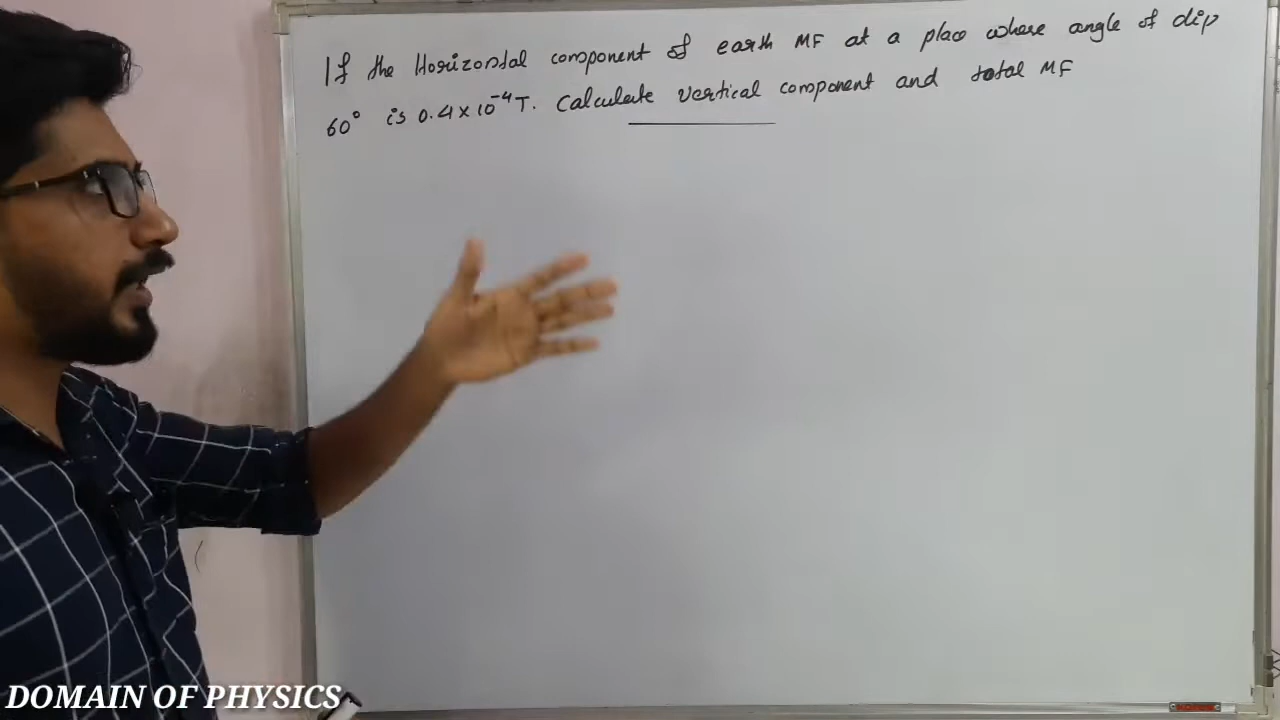 If the Horizontal component of earth MF at a place where angle of dip
60° is 0.4 x 10⁻⁴ T. Calculate vertical component and total MF
DOMAIN OF PHYSICS